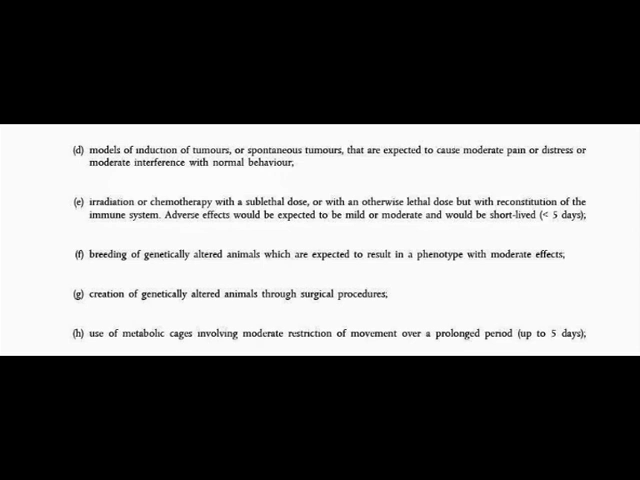 (d) models of induction of tumours, or spontaneous tumours, that are expected to cause moderate pain or distress or
moderate interference with normal behaviour;
(e) irradiation or chemotherapy with a sublethal dose, or with an otherwise lethal dose but with reconstitution of the
immune system. Adverse effects would be expected to be mild or moderate and would be short-lived (< 5 days);
(f) breeding of genetically altered animals which are expected to result in a phenotype with moderate effects;
(g) creation of genetically altered animals through surgical procedures;
(h) use of metabolic cages involving moderate restriction of movement over a prolonged period (up to 5 days);